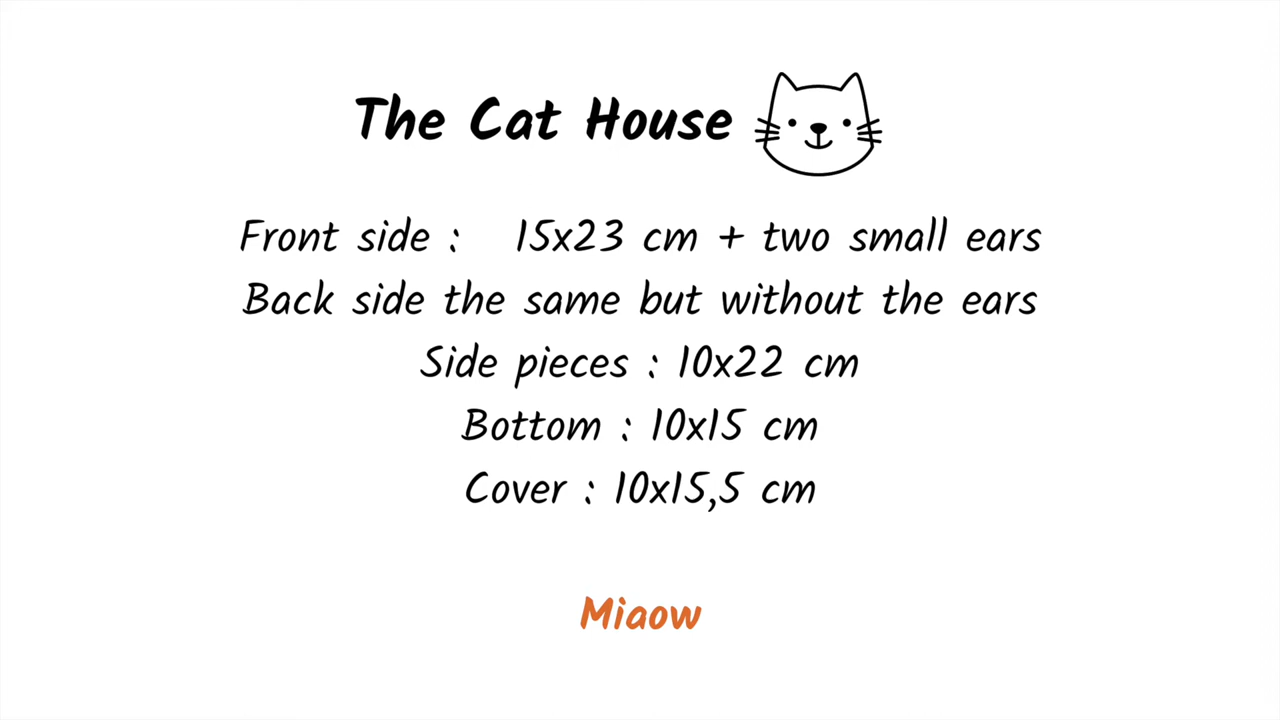 The Cat House
Front side : 15x23 cm + two small ears
Back side the same but without the ears
Side pieces : 10x22 cm
Bottom : 10x15 cm
Cover : 10x15,5 cm
Miaow